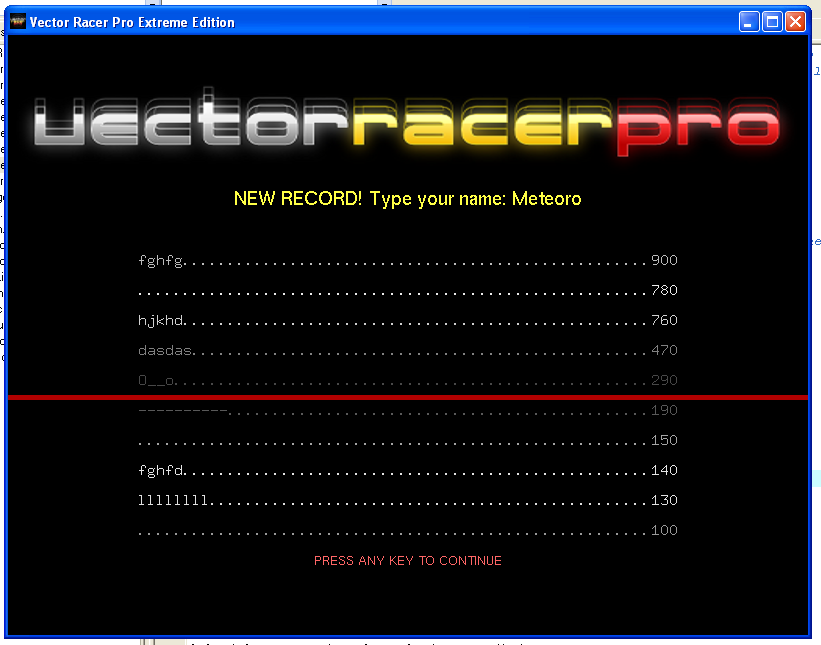 Vector Racer Pro Extreme Edition
vectorracerpro
NEW RECORD! Type your name: Meteoro
fghfg....................................................900
.........................................................780
hjkhd....................................................760
dasdas...................................................470
O__o.....................................................290
----------...............................................190
.........................................................150
fghfd....................................................140
llllllll.................................................130
.........................................................100
PRESS ANY KEY TO CONTINUE